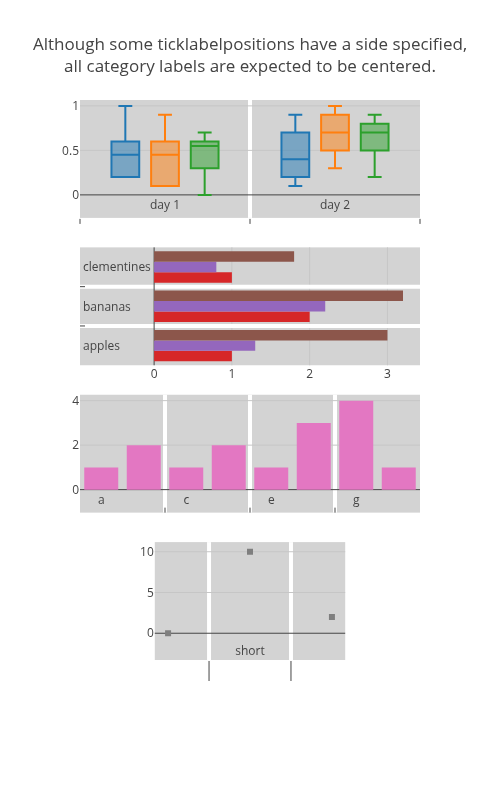 Although some ticklabelpositions have a side specified,
all category labels are expected to be centered.
1
0.5
0
day 1 day 2
clementines
bananas
apples
0 1 2 3
4
2
0
a c e g
10
5
0
short